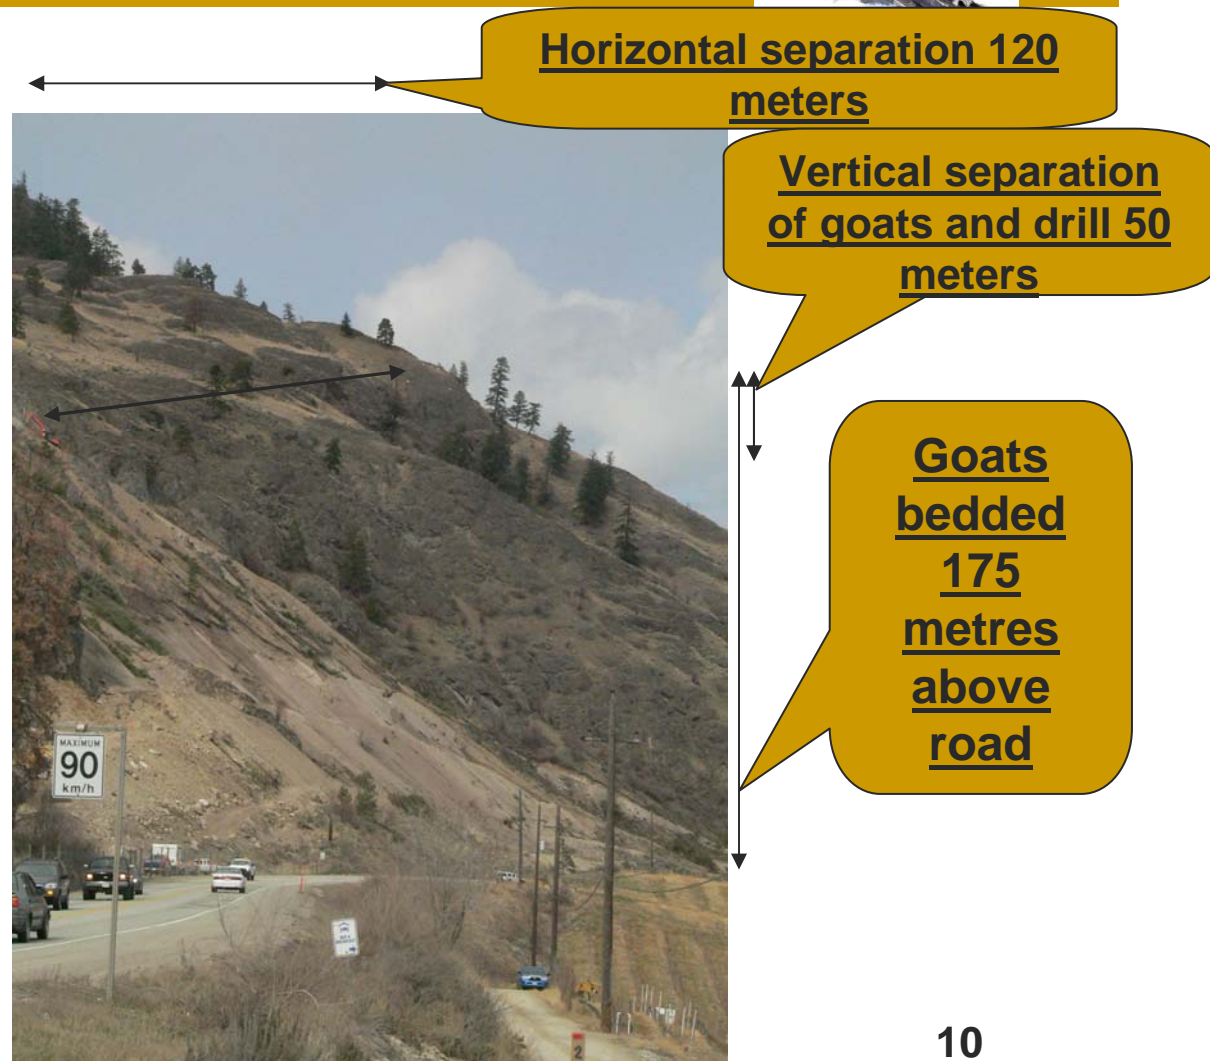 Horizontal separation 120
meters
Vertical separation
of goats and drill 50
meters
Goats
bedded
175
metres
above
road
MAXIMUM
90
km/h
2
10